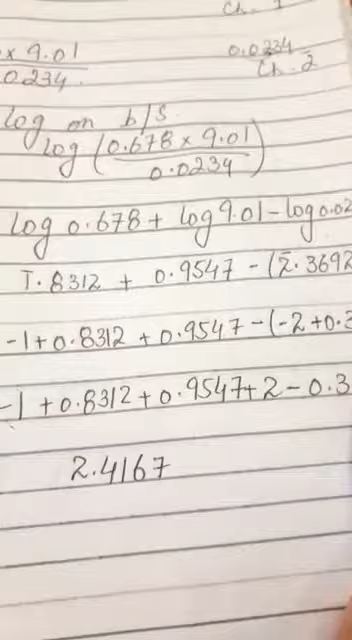 Ch. 1
x 9.01
0.234
0.0234
Ch. 2
log on b/s
log (0.678 x 9.01
0.0234)
log 0.678 + log 9.01 - log 0.02
1̅.8312 + 0.9547 - (2̅.3692
-1+0.8312 + 0.9547 -(-2+0.3
-1 +0.8312+0.9547+2-0.3
2.4167